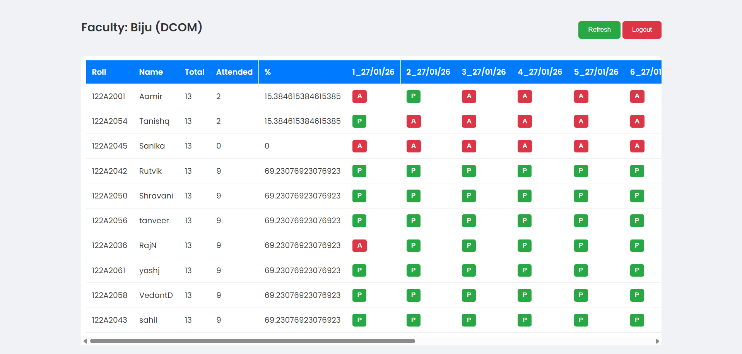 Faculty: Biju (DCOM)
Refresh Logout
Roll Name Total Attended % 1_27/01/26 2_27/01/26 3_27/01/26 4_27/01/26 5_27/01/26 6_27/01
122A2001 Aamir 13 2 15.384615384615385 A P A A A A
122A2054 Tanishq 13 2 15.384615384615385 P A A A A A
122A2045 Sanika 13 0 0 A A A A A A
122A2042 Rutvik 13 9 69.23076923076923 P P P P P P
122A2050 Shravani 13 9 69.23076923076923 P P P P P P
122A2056 tanveer 13 9 69.23076923076923 P P P P P P
122A2036 RajN 13 9 69.23076923076923 A P P P P P
122A2061 yashj 13 9 69.23076923076923 P P P P P P
122A2058 VedantD 13 9 69.23076923076923 P P P P P P
122A2043 sahil 13 9 69.23076923076923 P P P P P P